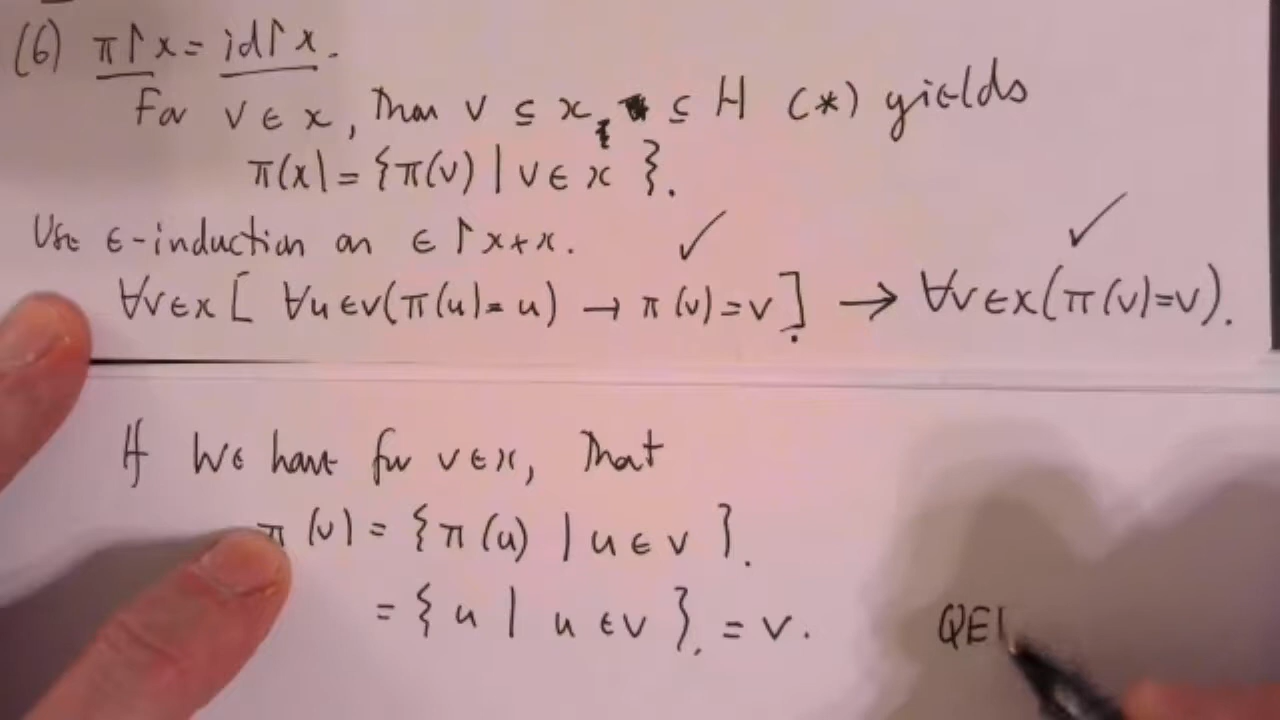 (6) π↾x = id↾x.
For v ∈ x, Then v ⊆ x, ⊆ H (*) yields
π(x) = {π(v) | v ∈ x }.
Use ∈-induction on ∈↾x×x. ✓ ✓
∀v∈x [ ∀u∈v(π(u)=u) → π(v)=v ] → ∀v∈x(π(v)=v).
If We have for v∈x, That
π(v) = {π(u) | u ∈ v }.
= { u | u ∈ v }. = v. QE